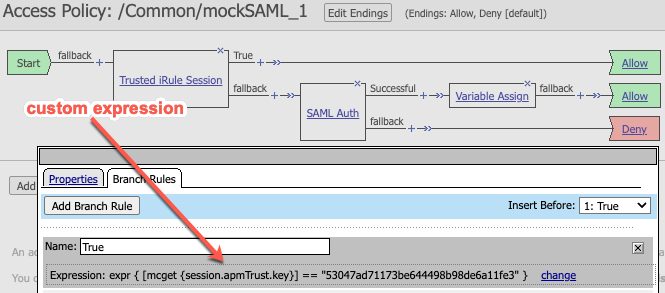 Access Policy: /Common/mockSAML_1 Edit Endings (Endings: Allow, Deny [default])
Start fallback + Trusted iRule Session True + Allow
fallback + SAML Auth Successful + Variable Assign fallback + Allow
fallback + Deny
custom expression
Properties Branch Rules
Add
Add Branch Rule Insert Before: 1: True
Name: True
An ac
Expression: expr { [mcget {session.apmTrust.key}] == "53047ad71173be644498b98de6a11fe3" } change
You c